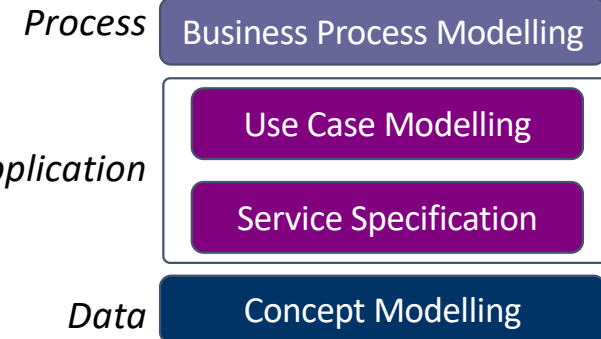 Process
Business Process Modelling
Use Case Modelling
pplication
Service Specification
Data
Concept Modelling